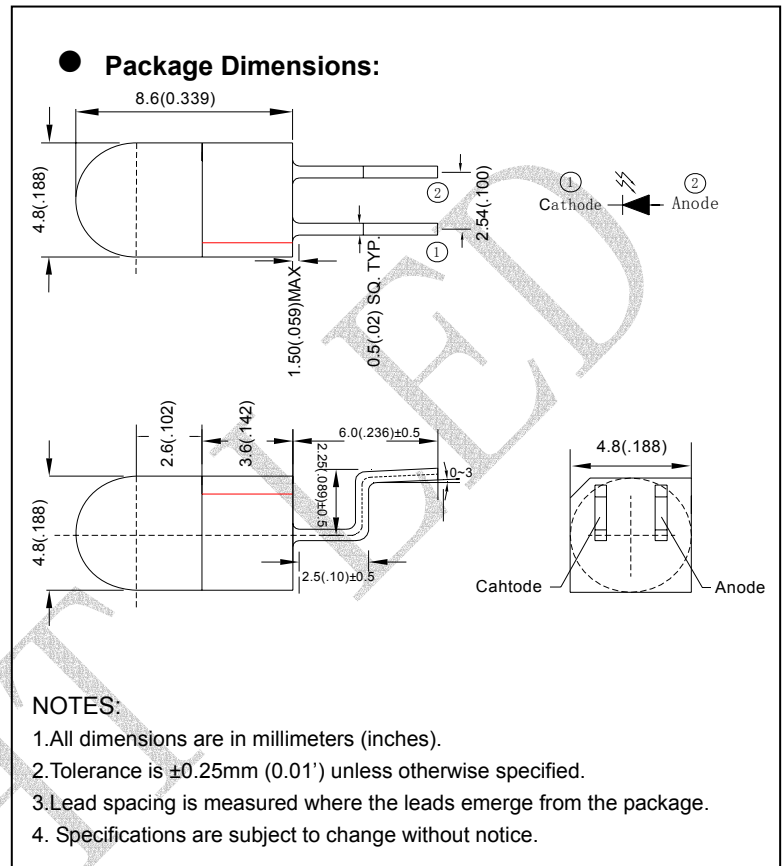 ● Package Dimensions:
8.6(0.339)
4.8(.188)
②
①
2.54(.100)
1.50(.059)MAX
0.5(.02) SQ. TYP.
① ②
Cathode Anode
2.6(.102)
3.6(.142)
6.0(.236)±0.5
2.25(.089)±0.5
0~3
4.8(.188)
2.5(.10)±0.5
4.8(.188)
Cahtode
Anode
NOTES:
1.All dimensions are in millimeters (inches).
2.Tolerance is ±0.25mm (0.01’) unless otherwise specified.
3.Lead spacing is measured where the leads emerge from the package.
4. Specifications are subject to change without notice.
T LED